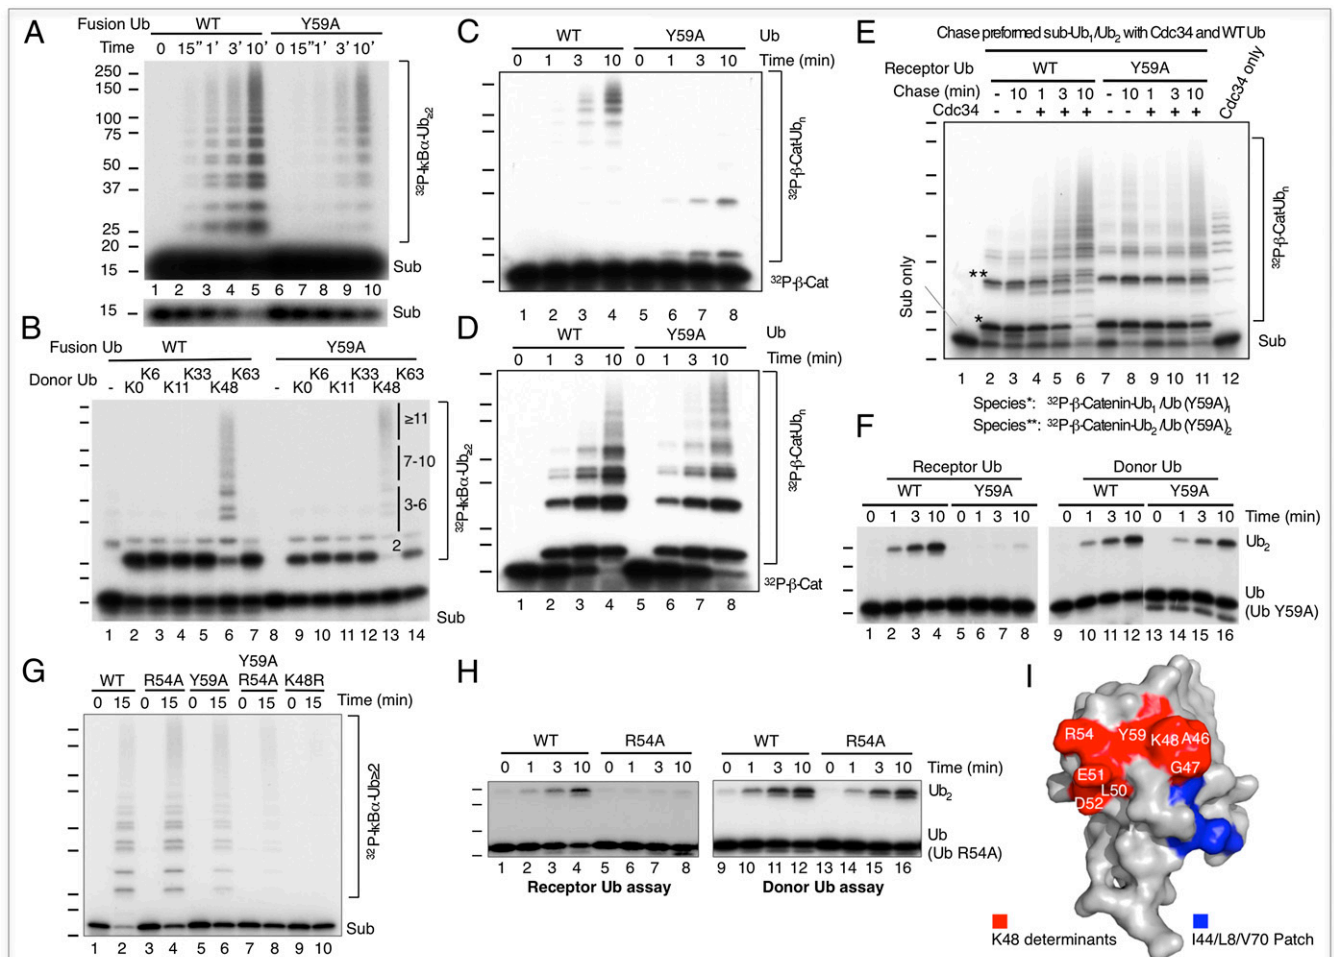 A
Fusion Ub WT Y59A
Time 0 15" 1' 3' 10' 0 15" 1' 3' 10'
250
150
100
75
50
37
25
20
15
32P-IκBα-Ub≥2
Sub
1 2 3 4 5 6 7 8 9 10
15 Sub
B
Fusion Ub WT Y59A
Donor Ub - K0 K6 K11 K33 K48 K63 - K0 K6 K11 K33 K48 K63
≥11
7-10
3-6
2
32P-IκBα-Ub≥2
Sub
1 2 3 4 5 6 7 8 9 10 11 12 13 14
C
WT Y59A Ub
0 1 3 10 0 1 3 10 Time (min)
32P-β-Cat-Ubn
32P-β-Cat
1 2 3 4 5 6 7 8
D
WT Y59A Ub
0 1 3 10 0 1 3 10 Time (min)
32P-β-Cat-Ubn
32P-β-Cat
1 2 3 4 5 6 7 8
E
Chase preformed sub-Ub1/Ub2 with Cdc34 and WT Ub
Receptor Ub WT Y59A
Chase (min) - 10 1 3 10 - 10 1 3 10
Cdc34 - - + + + - - + + +
Cdc34 only
Sub only
**
*
32P-β-Cat-Ubn
Sub
1 2 3 4 5 6 7 8 9 10 11 12
Species*: 32P-β-Catenin-Ub1/Ub (Y59A)1
Species**: 32P-β-Catenin-Ub2/Ub (Y59A)2
F
Receptor Ub Donor Ub
WT Y59A WT Y59A
0 1 3 10 0 1 3 10 0 1 3 10 0 1 3 10 Time (min)
Ub2
Ub
(Ub Y59A)
1 2 3 4 5 6 7 8 9 10 11 12 13 14 15 16
G
Y59A
WT R54A Y59A R54A K48R
0 15 0 15 0 15 0 15 0 15 Time (min)
32P-IκBα-Ub≥2
Sub
1 2 3 4 5 6 7 8 9 10
H
WT R54A WT R54A
0 1 3 10 0 1 3 10 0 1 3 10 0 1 3 10 Time (min)
Ub2
Ub
(Ub R54A)
1 2 3 4 5 6 7 8 9 10 11 12 13 14 15 16
Receptor Ub assay Donor Ub assay
I
R54 Y59 K48 A46
G47
E51
L50
D52
K48 determinants I44/L8/V70 Patch